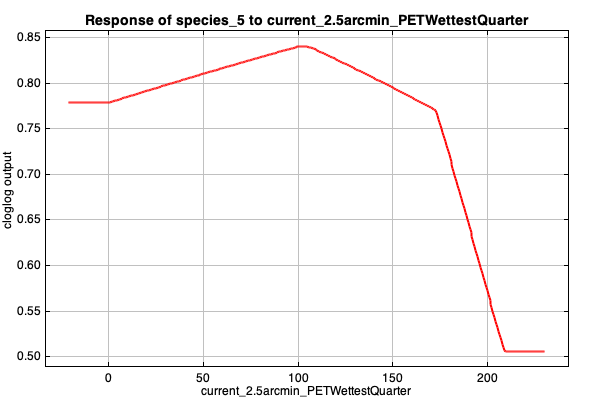 Response of species_5 to current_2.5arcmin_PETWettestQuarter
cloglog output
0.85
0.80
0.75
0.70
0.65
0.60
0.55
0.50
0 50 100 150 200
current_2.5arcmin_PETWettestQuarter